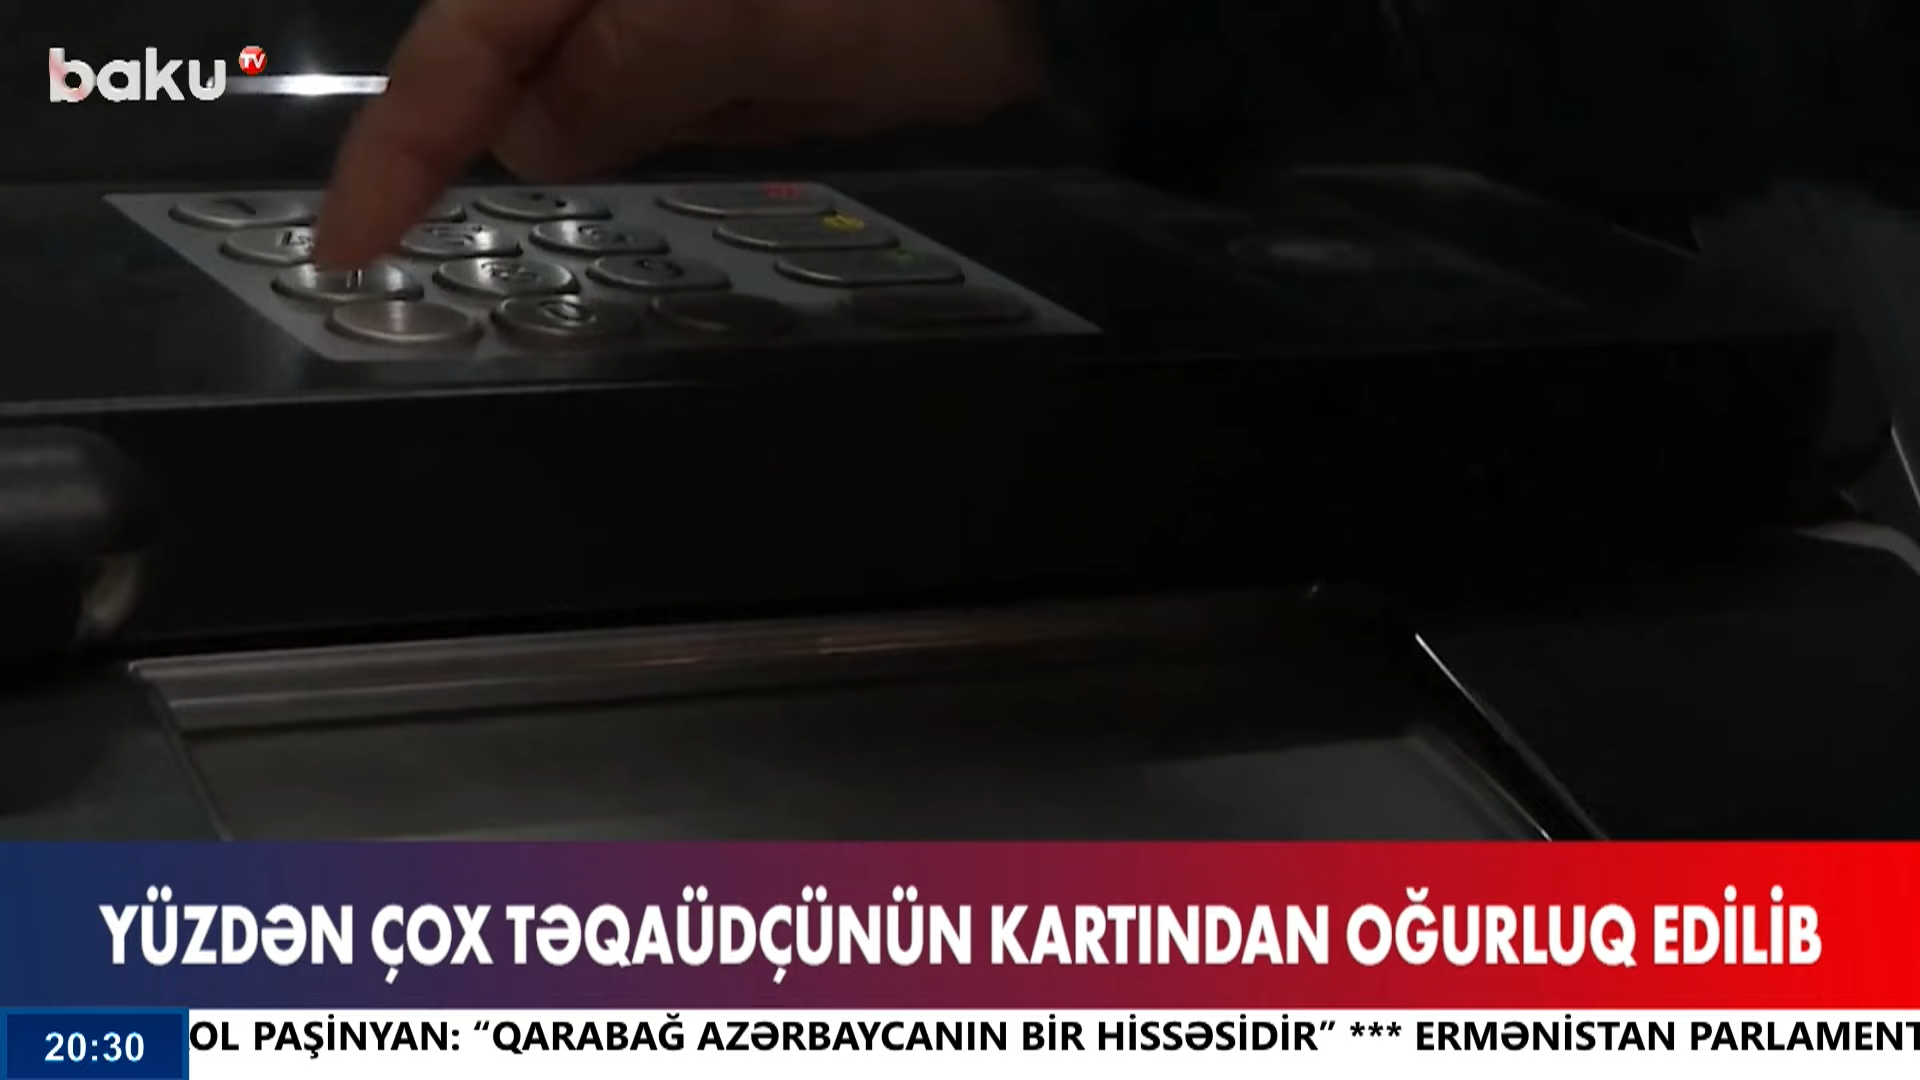 baku TV
YÜZDƏN ÇOX TƏQAÜDÇÜNÜN KARTINDAN OĞURLUQ EDİLİB
20:30
OL PAŞİNYAN: “QARABAĞ AZƏRBAYCANIN BİR HİSSƏSİDİR” *** ERMƏNİSTAN PARLAMENT